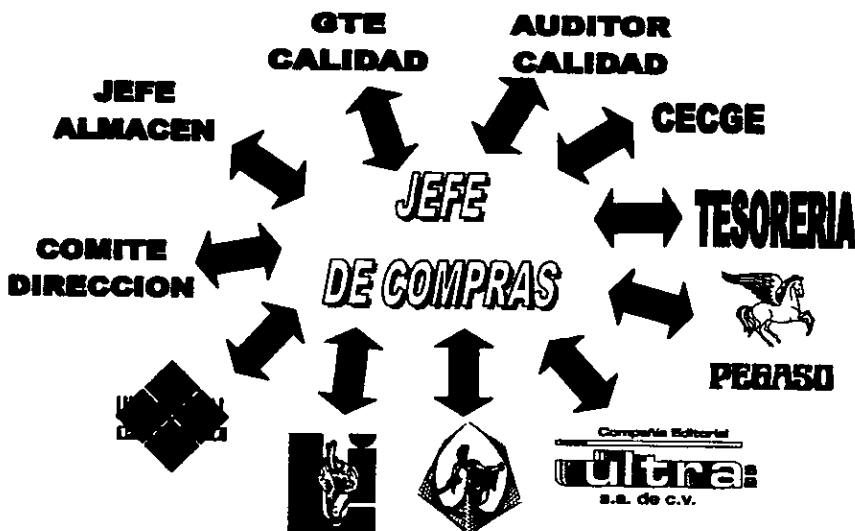 GTE
CALIDAD
AUDITOR
CALIDAD
JEFE
ALMACEN
CECGE
JEFE
DE COMPRAS
TESORERIA
COMITE
DIRECCION
PEGASO
Compañía Editorial
ultra
s.a. de c.v.